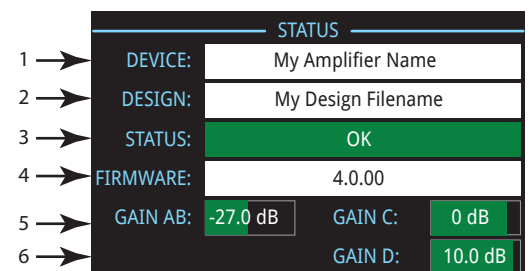 STATUS
1 DEVICE: My Amplifier Name
2 DESIGN: My Design Filename
3 STATUS: OK
4 FIRMWARE: 4.0.00
5 GAIN AB: -27.0 dB GAIN C: 0 dB
6 GAIN D: 10.0 dB